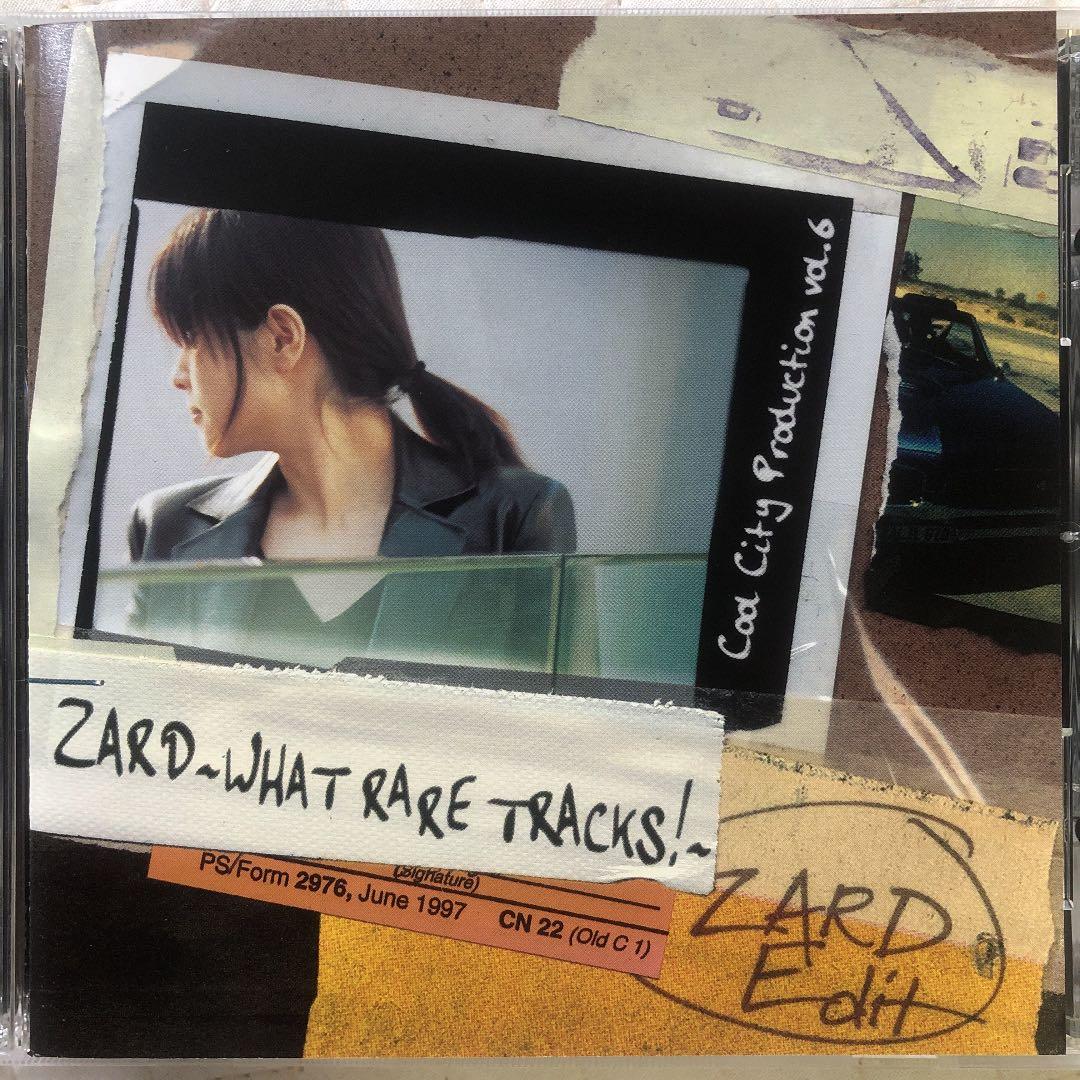 Cool City Production vol.6
ZARD~WHAT RARE TRACKS!~
(Signature)
PS/Form 2976, June 1997 CN 22 (Old C 1)
ZARD
Edit